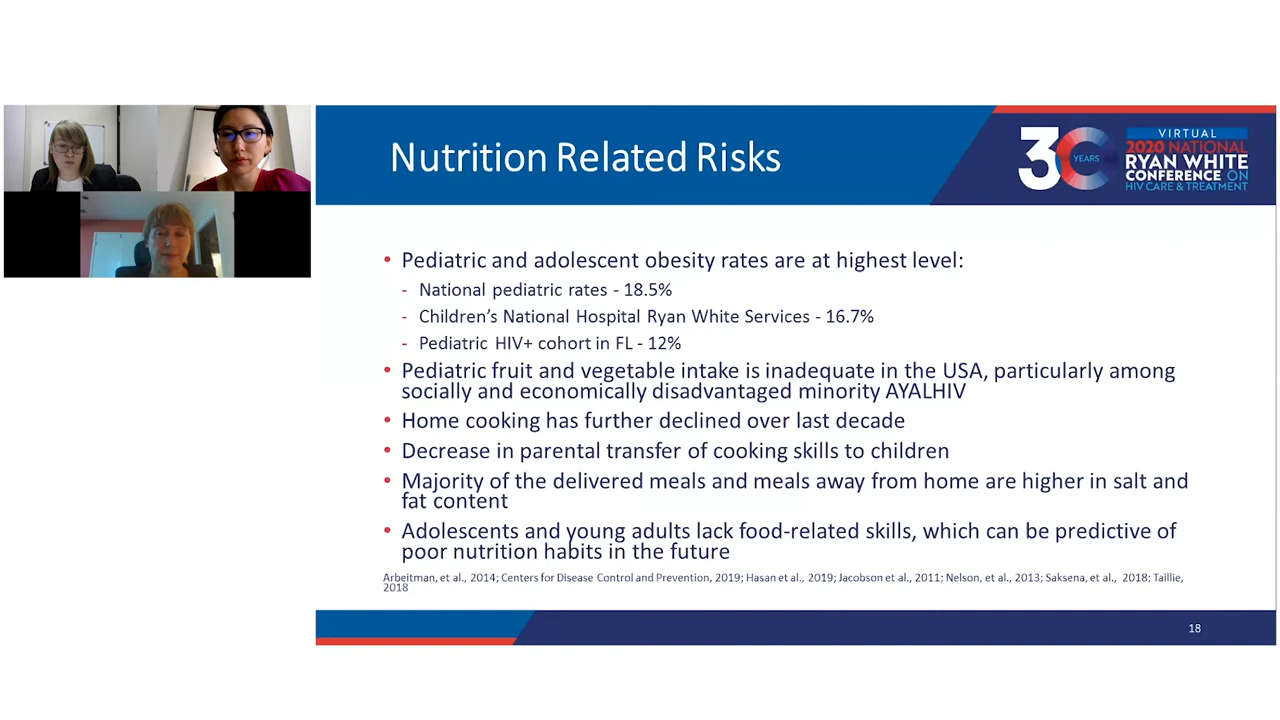 Nutrition Related Risks
30 YEARS
VIRTUAL
2020 NATIONAL
RYAN WHITE
CONFERENCE ON
HIV CARE & TREATMENT
• Pediatric and adolescent obesity rates are at highest level:
- National pediatric rates - 18.5%
- Children’s National Hospital Ryan White Services - 16.7%
- Pediatric HIV+ cohort in FL - 12%
• Pediatric fruit and vegetable intake is inadequate in the USA, particularly among
socially and economically disadvantaged minority AYALHIV
• Home cooking has further declined over last decade
• Decrease in parental transfer of cooking skills to children
• Majority of the delivered meals and meals away from home are higher in salt and
fat content
• Adolescents and young adults lack food-related skills, which can be predictive of
poor nutrition habits in the future
Arbeitman, et al., 2014; Centers for Disease Control and Prevention, 2019; Hasan et al., 2019; Jacobson et al., 2011; Nelson, et al., 2013; Saksena, et al., 2018; Taillie,
2018
18